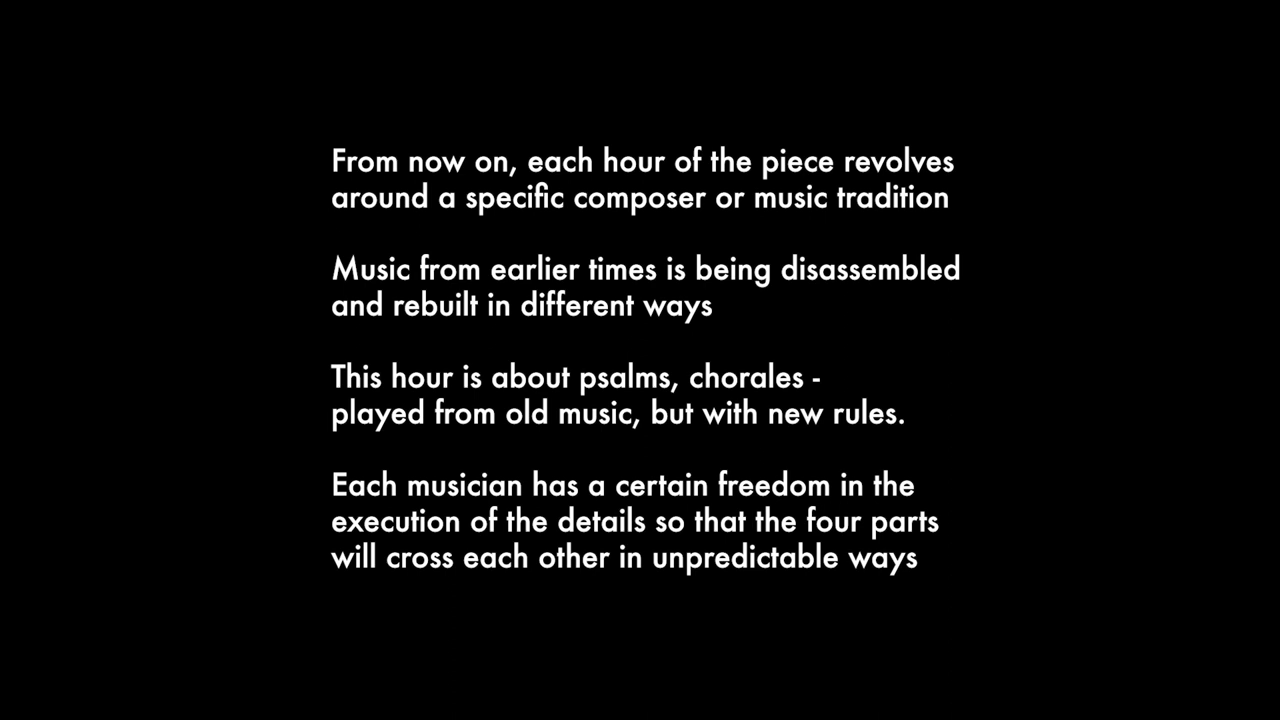 From now on, each hour of the piece revolves
around a specific composer or music tradition
Music from earlier times is being disassembled
and rebuilt in different ways
This hour is about psalms, chorales -
played from old music, but with new rules.
Each musician has a certain freedom in the
execution of the details so that the four parts
will cross each other in unpredictable ways